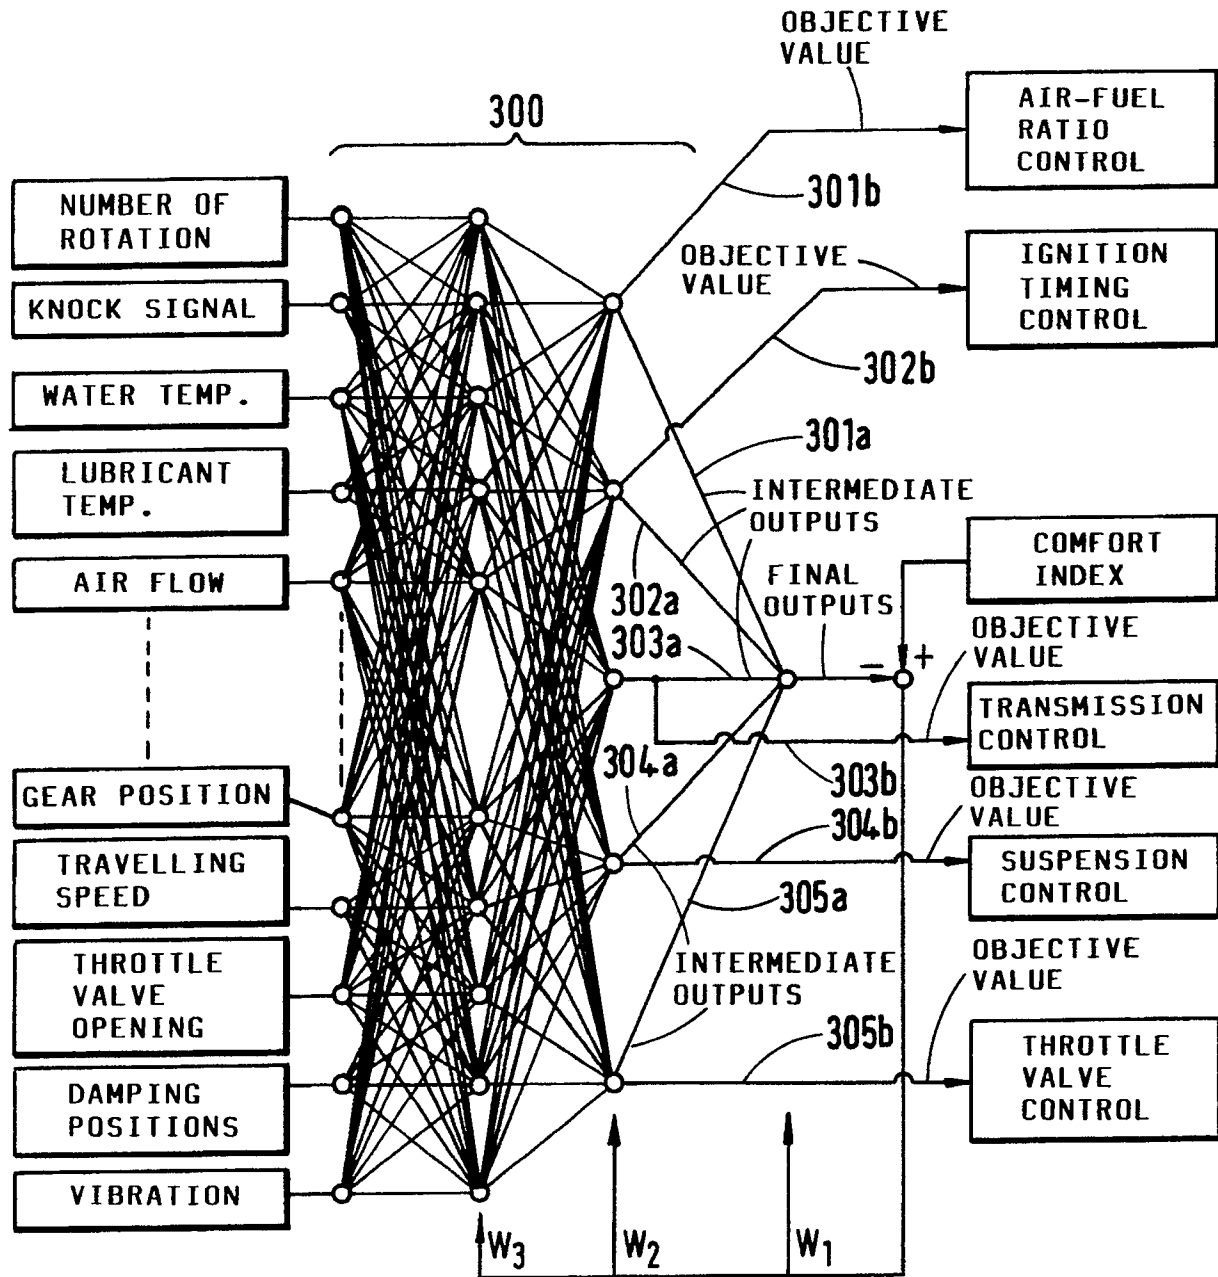 OBJECTIVE
VALUE
AIR-FUEL
RATIO
CONTROL
300
301b
NUMBER OF
ROTATION
OBJECTIVE
VALUE
IGNITION
TIMING
CONTROL
KNOCK SIGNAL
302b
WATER TEMP.
301a
LUBRICANT
TEMP.
INTERMEDIATE
OUTPUTS
COMFORT
INDEX
AIR FLOW
302a
FINAL
OUTPUTS
303a
OBJECTIVE
VALUE
− +
TRANSMISSION
CONTROL
304a
303b
GEAR POSITION
OBJECTIVE
VALUE
304b
TRAVELLING
SPEED
SUSPENSION
CONTROL
305a
THROTTLE
VALVE
OPENING
INTERMEDIATE
OUTPUTS
OBJECTIVE
VALUE
305b
THROTTLE
VALVE
CONTROL
DAMPING
POSITIONS
VIBRATION
W3
W2
W1